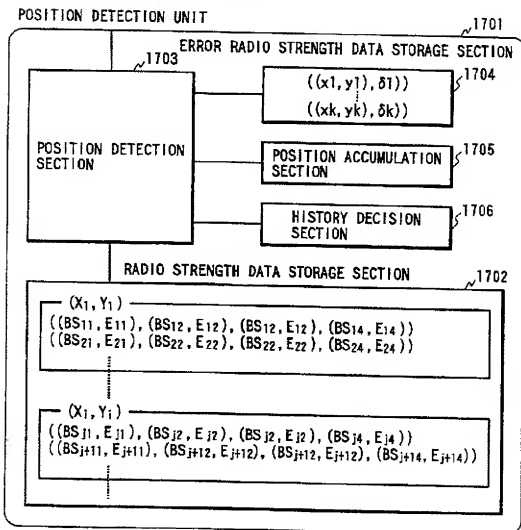 POSITION DETECTION UNIT
1701
ERROR RADIO STRENGTH DATA STORAGE SECTION
1703
1704
((x1, y1), δ1))
((xk, yk), δk))
POSITION DETECTION SECTION
1705
POSITION ACCUMULATION SECTION
1706
HISTORY DECISION SECTION
RADIO STRENGTH DATA STORAGE SECTION
1702
(X1, Y1)
((BS11, E11), (BS12, E12), (BS12, E12), (BS14, E14))
((BS21, E21), (BS22, E22), (BS22, E22), (BS24, E24))
(X1, Yi)
((BSj1, Ej1), (BSj2, Ej2), (BSj2, Ej2), (BSj4, Ej4))
((BSj+11, Ej+11), (BSj+12, Ej+12), (BSj+12, Ej+12), (BSj+14, Ej+14))